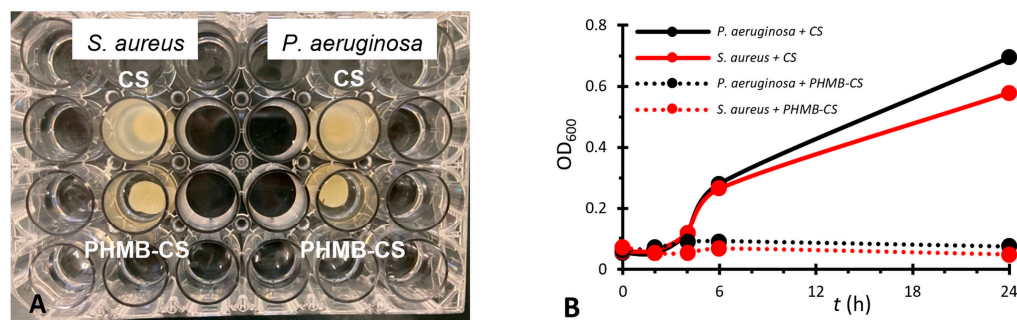 S. aureus
P. aeruginosa
CS
CS
PHMB-CS
PHMB-CS
A
0.8
0.6
0.4
0.2
0
OD600
P. aeruginosa + CS
S. aureus + CS
P. aeruginosa + PHMB-CS
S. aureus + PHMB-CS
0
6
12
18
24
t (h)
B